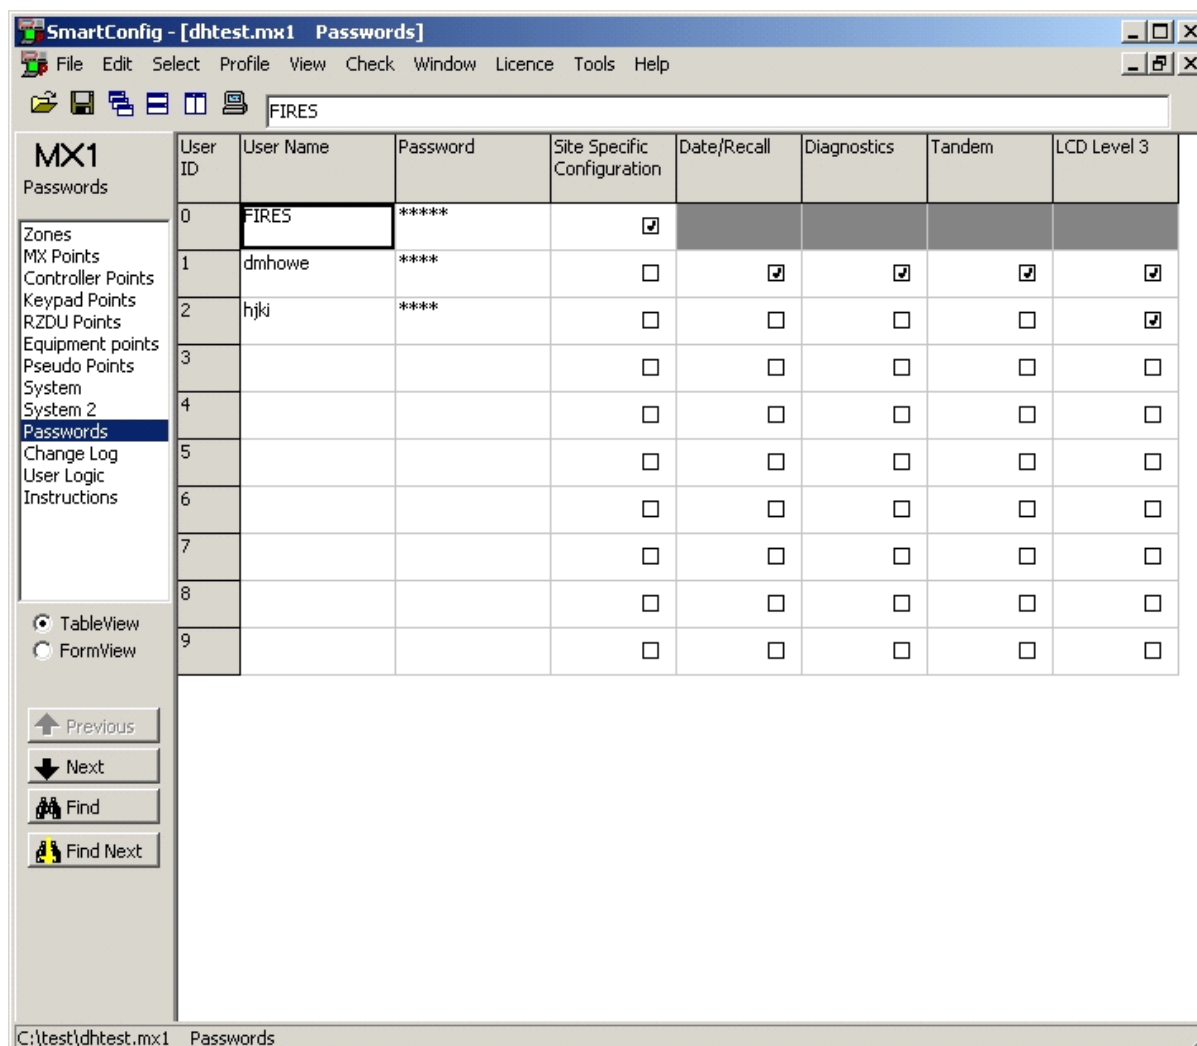 SmartConfig - [dhtest.mx1 Passwords]
File Edit Select Profile View Check Window Licence Tools Help
FIRES
MX1
Passwords
Zones
MX Points
Controller Points
Keypad Points
RZDU Points
Equipment points
Pseudo Points
System
System 2
Passwords
Change Log
User Logic
Instructions
TableView
FormView
Previous
Next
Find
Find Next
User ID User Name Password Site Specific Configuration Date/Recall Diagnostics Tandem LCD Level 3
0 FIRES *****
1 dmhowe ****
2 hjki ****
3
4
5
6
7
8
9
C:\test\dhtest.mx1 Passwords